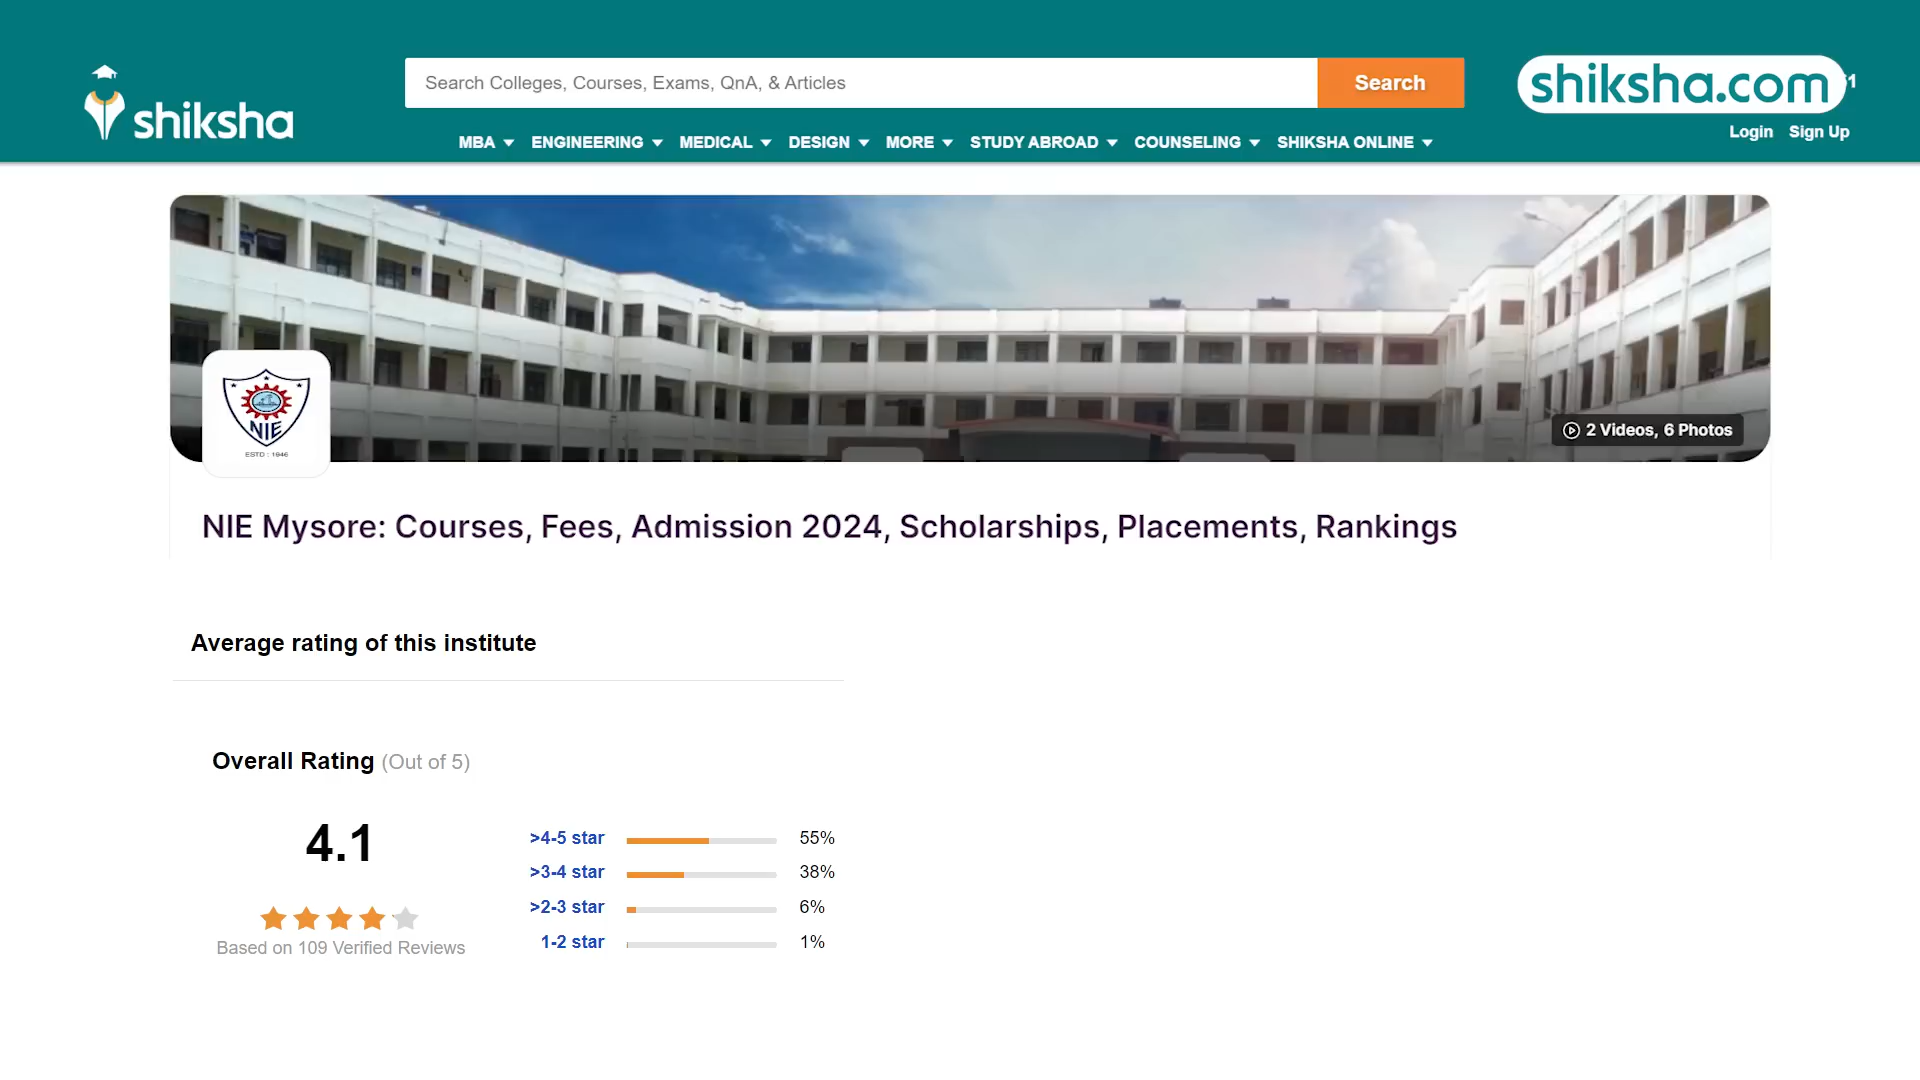 shiksha
Search Colleges, Courses, Exams, QnA, & Articles
Search
shiksha.com
MBA ENGINEERING MEDICAL DESIGN MORE STUDY ABROAD COUNSELING SHIKSHA ONLINE
Login Sign Up
NIE
ESTD : 1946
2 Videos, 6 Photos
NIE Mysore: Courses, Fees, Admission 2024, Scholarships, Placements, Rankings
Average rating of this institute
Overall Rating (Out of 5)
4.1
Based on 109 Verified Reviews
>4-5 star 55%
>3-4 star 38%
>2-3 star 6%
1-2 star 1%